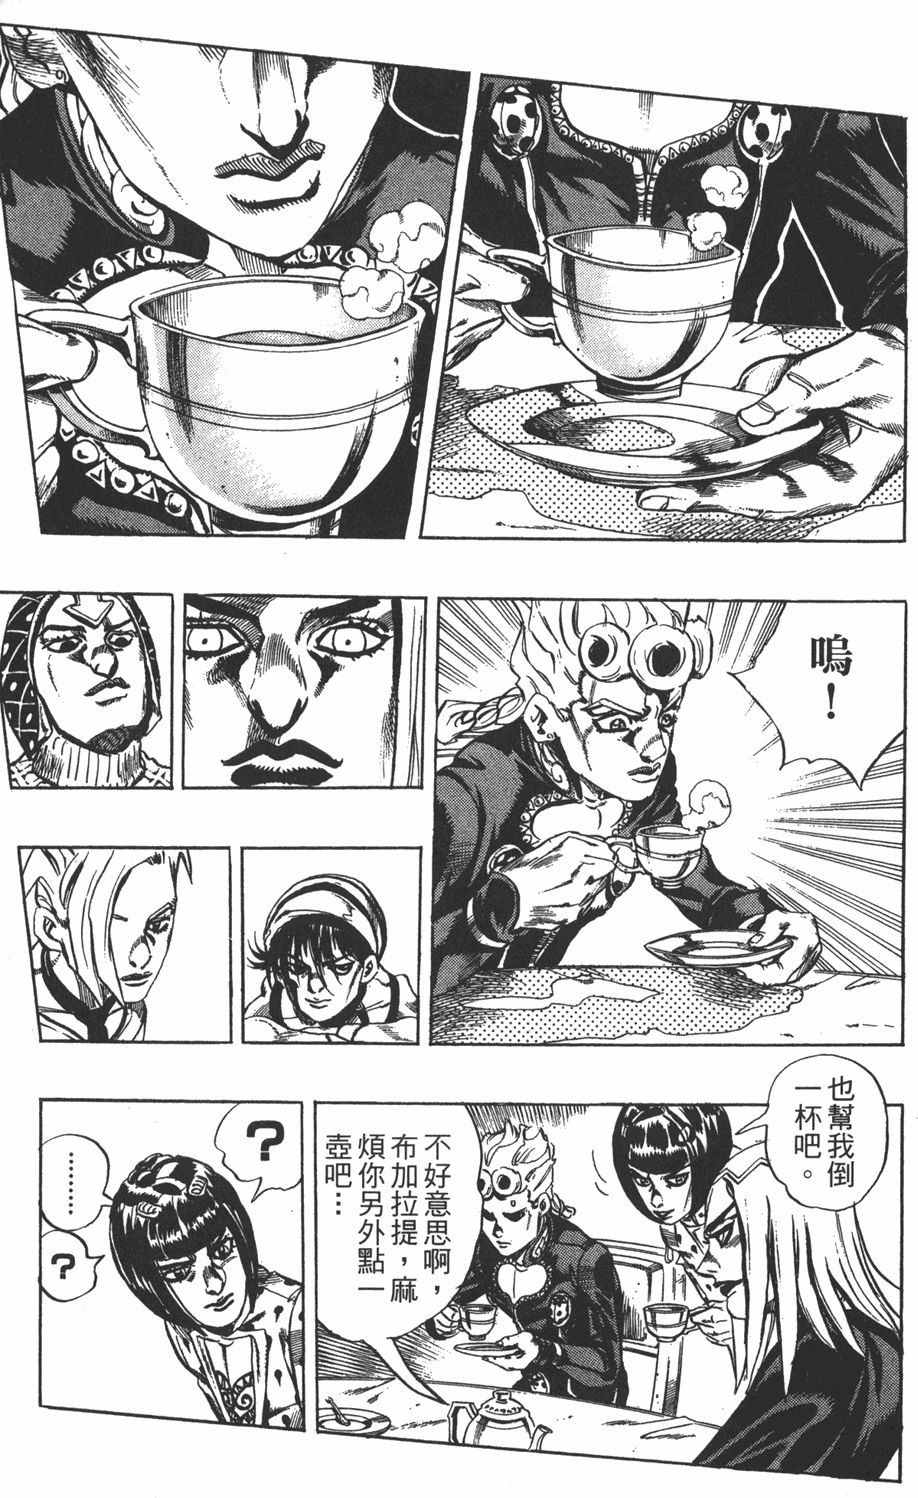 嗚！
也幫我倒
一杯吧。
不好意思啊，
布加拉提，麻
煩你另外點一
壺吧…
？
……
？